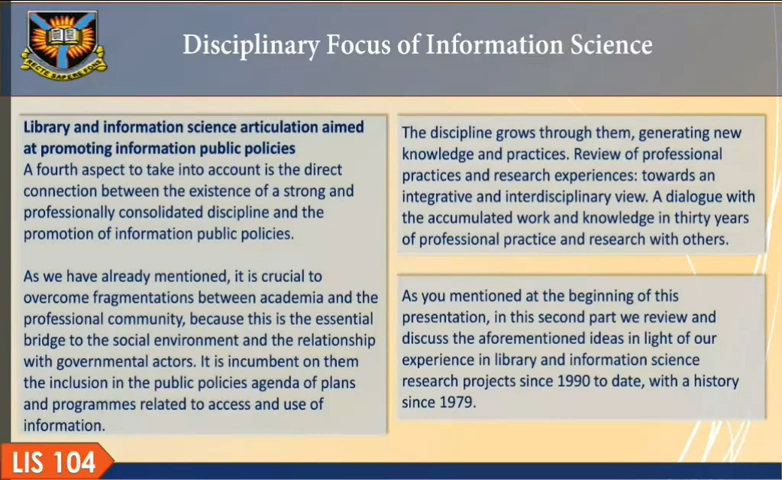 Disciplinary Focus of Information Science
Library and information science articulation aimed
at promoting information public policies
A fourth aspect to take into account is the direct
connection between the existence of a strong and
professionally consolidated discipline and the
promotion of information public policies.
As we have already mentioned, it is crucial to
overcome fragmentations between academia and the
professional community, because this is the essential
bridge to the social environment and the relationship
with governmental actors. It is incumbent on them
the inclusion in the public policies agenda of plans
and programmes related to access and use of
information.
The discipline grows through them, generating new
knowledge and practices. Review of professional
practices and research experiences: towards an
integrative and interdisciplinary view. A dialogue with
the accumulated work and knowledge in thirty years
of professional practice and research with others.
As you mentioned at the beginning of this
presentation, in this second part we review and
discuss the aforementioned ideas in light of our
experience in library and information science
research projects since 1990 to date, with a history
since 1979.
LIS 104